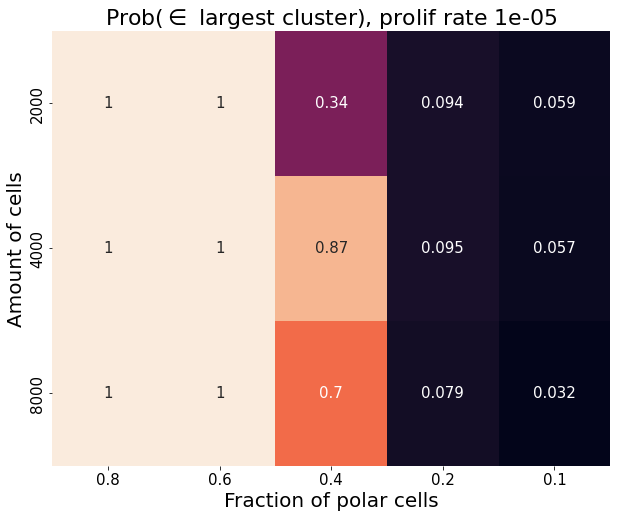 Prob(∈ largest cluster), prolif rate 1e-05
Amount of cells
2000
1 1 0.34 0.094 0.059
4000
1 1 0.87 0.095 0.057
8000
1 1 0.7 0.079 0.032
0.8 0.6 0.4 0.2 0.1
Fraction of polar cells